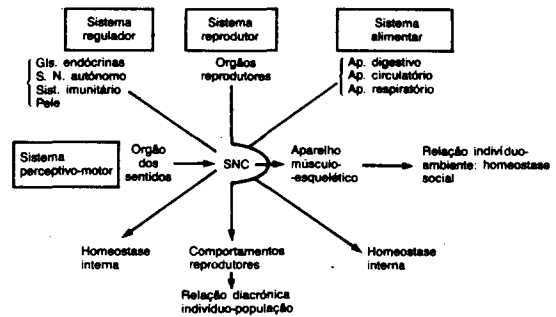 Sistema
regulador
Sistema
reprodutor
Sistema
alimentar
Gls. endócrinas
S. N. autónomo
Sist. imunitário
Pele
Orgãos
reprodutores
Ap. digestivo
Ap. circulatório
Ap. respiratório
Sistema
perceptivo-motor
Orgão
dos
sentidos
SNC
Aparelho
músculo-
-esquelético
Relação indivíduo-
ambiente: homeostase
social
Homeostase
interna
Comportamentos
reprodutores
Homeostase
interna
Relação diacrónica
indivíduo-população